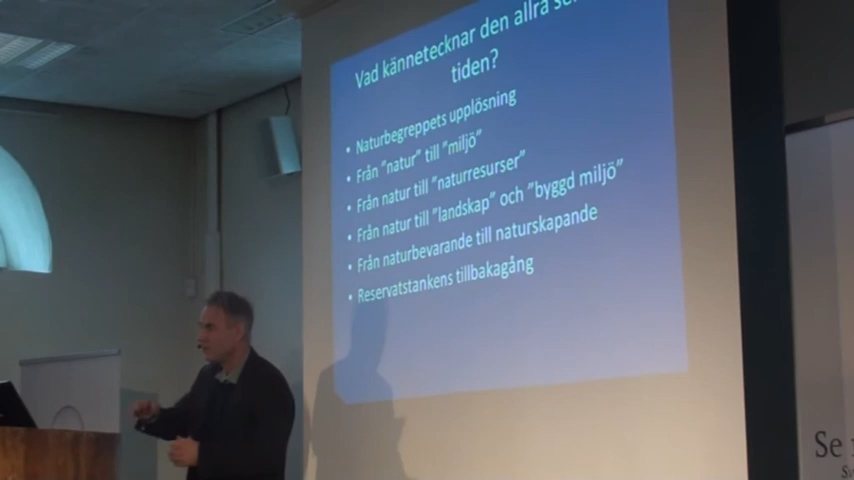 Vad kännetecknar den allra
tiden?
• Naturbegreppets upplösning
• Från ”natur” till ”miljö”
• Från natur till ”naturresurser”
• Från natur till ”landskap” och ”byggd miljö”
• Från naturbevarande till naturskapande
• Reservatstankens tillbakagång
Se